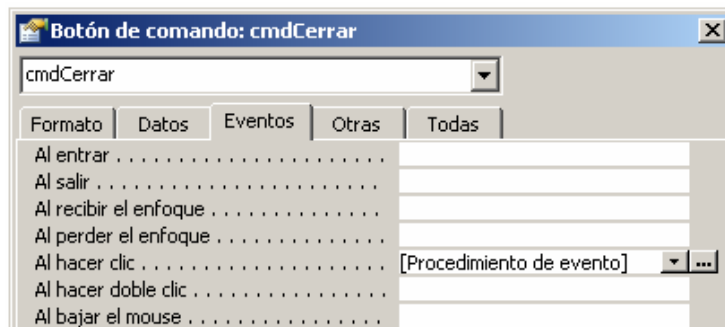 Botón de comando: cmdCerrar
cmdCerrar
Formato Datos Eventos Otras Todas
Al entrar . . . . . . . . . . . . . . . . . . . . . . .
Al salir . . . . . . . . . . . . . . . . . . . . . . . .
Al recibir el enfoque . . . . . . . . . . . . . .
Al perder el enfoque . . . . . . . . . . . . . .
Al hacer clic . . . . . . . . . . . . . . . . . . . . . [Procedimiento de evento] ...
Al hacer doble clic . . . . . . . . . . . . . . . .
Al bajar el mouse . . . . . . . . . . . . . . . . .